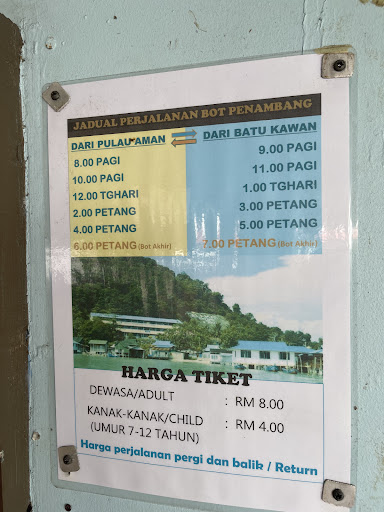 JADUAL PERJALANAN BOT PENAMBANG
DARI PULAU AMAN
8.00 PAGI
10.00 PAGI
12.00 TGHARI
2.00 PETANG
4.00 PETANG
6.00 PETANG (Bot Akhir)
DARI BATU KAWAN
9.00 PAGI
11.00 PAGI
1.00 TGHARI
3.00 PETANG
5.00 PETANG
7.00 PETANG (Bot Akhir)
HARGA TIKET
DEWASA/ADULT : RM 8.00
KANAK-KANAK/CHILD : RM 4.00
(UMUR 7-12 TAHUN)
Harga perjalanan pergi dan balik / Return